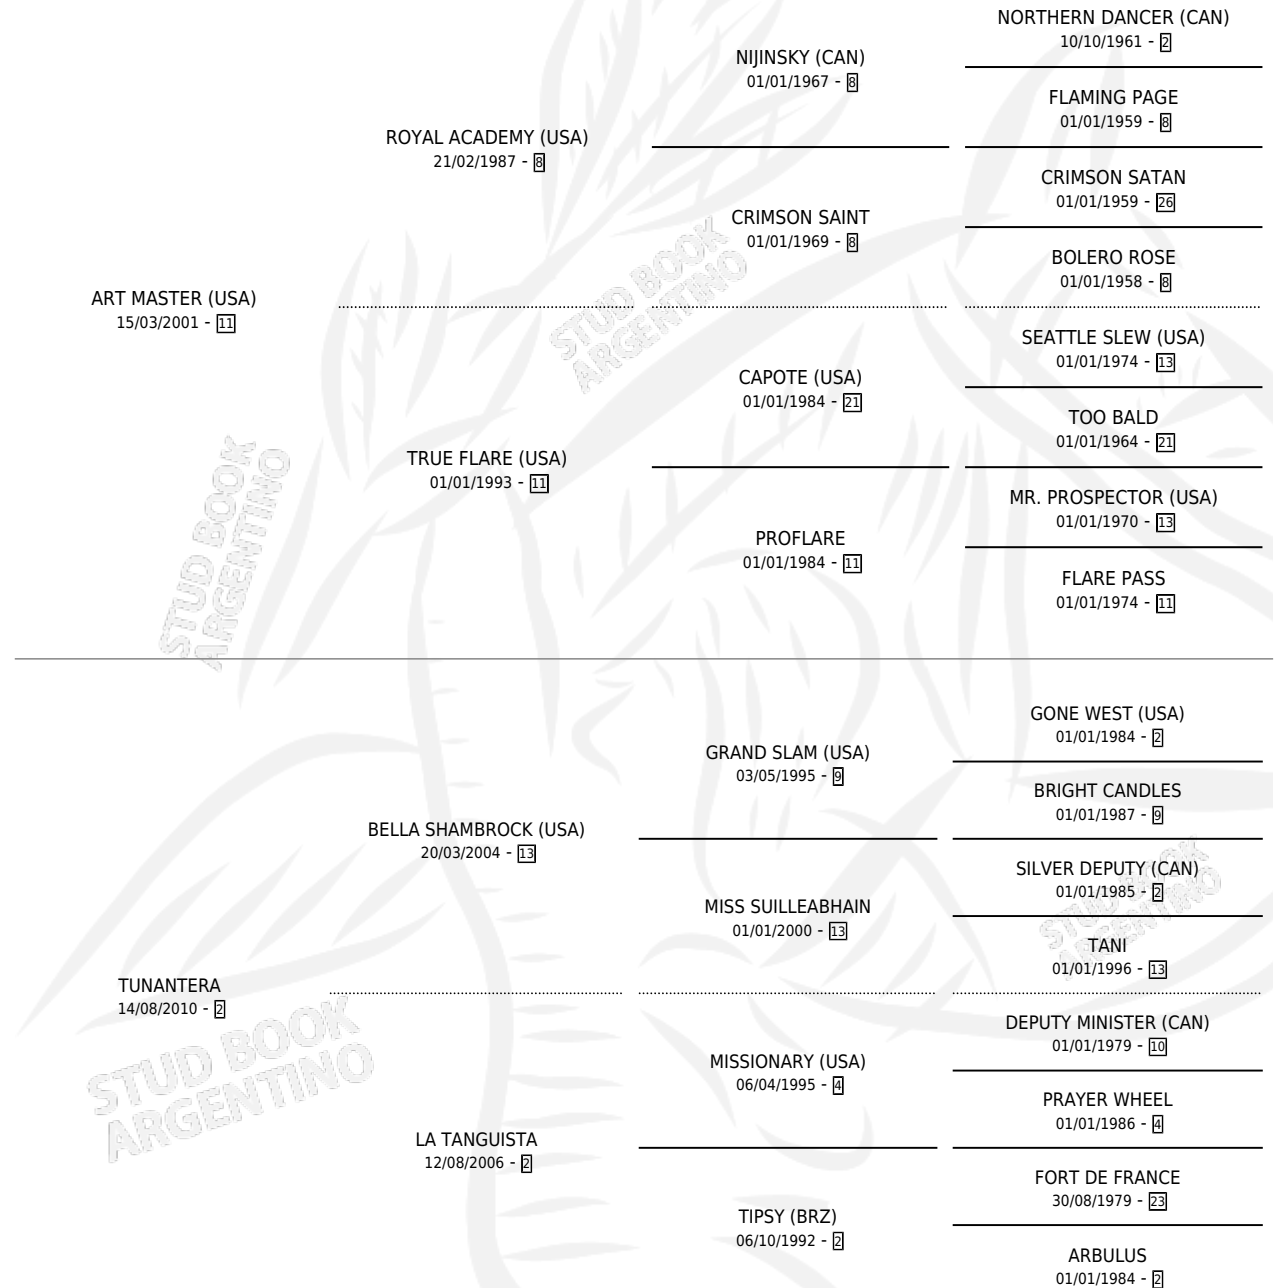 NORTHERN DANCER (CAN)
10/10/1961 - 2
NIJINSKY (CAN)
01/01/1967 - 8
FLAMING PAGE
01/01/1959 - 8
ROYAL ACADEMY (USA)
21/02/1987 - 8
CRIMSON SATAN
01/01/1959 - 26
CRIMSON SAINT
01/01/1969 - 8
BOLERO ROSE
01/01/1958 - 8
ART MASTER (USA)
15/03/2001 - 11
SEATTLE SLEW (USA)
01/01/1974 - 13
CAPOTE (USA)
01/01/1984 - 21
TOO BALD
01/01/1964 - 21
TRUE FLARE (USA)
01/01/1993 - 11
MR. PROSPECTOR (USA)
01/01/1970 - 13
PROFLARE
01/01/1984 - 11
FLARE PASS
01/01/1974 - 11
GONE WEST (USA)
01/01/1984 - 2
GRAND SLAM (USA)
03/05/1995 - 9
BRIGHT CANDLES
01/01/1987 - 9
BELLA SHAMBROCK (USA)
20/03/2004 - 13
SILVER DEPUTY (CAN)
01/01/1985 - 2
MISS SUILLEABHAIN
01/01/2000 - 13
TANI
01/01/1996 - 13
TUNANTERA
14/08/2010 - 2
DEPUTY MINISTER (CAN)
01/01/1979 - 10
MISSIONARY (USA)
06/04/1995 - 4
PRAYER WHEEL
01/01/1986 - 4
LA TANGUISTA
12/08/2006 - 2
FORT DE FRANCE
30/08/1979 - 23
TIPSY (BRZ)
06/10/1992 - 2
ARBULUS
01/01/1984 - 2
STUD BOOK
ARGENTINO
STUD BOOK
ARGENTINO
STUD BOOK
ARGENTINO
STUD BOOK
ARGENTINO